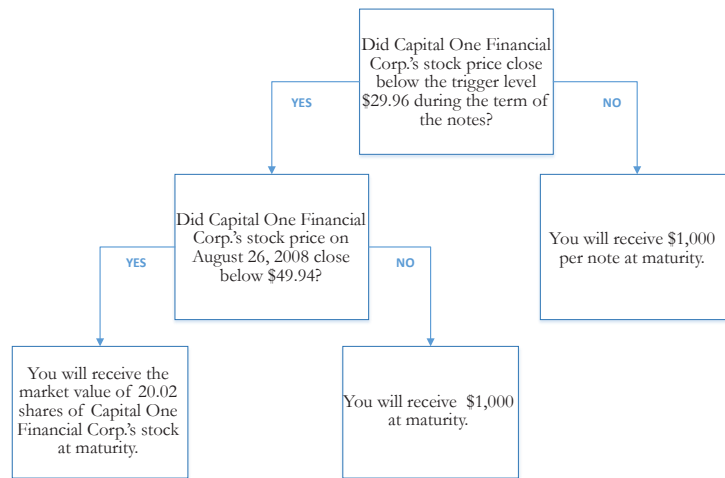 Did Capital One Financial
Corp.'s stock price close
below the trigger level
$29.96 during the term of
the notes?
YES
NO
Did Capital One Financial
Corp.'s stock price on
August 26, 2008 close
below $49.94?
You will receive $1,000
per note at maturity.
YES
NO
You will receive the
market value of 20.02
shares of Capital One
Financial Corp.'s stock
at maturity.
You will receive $1,000
at maturity.